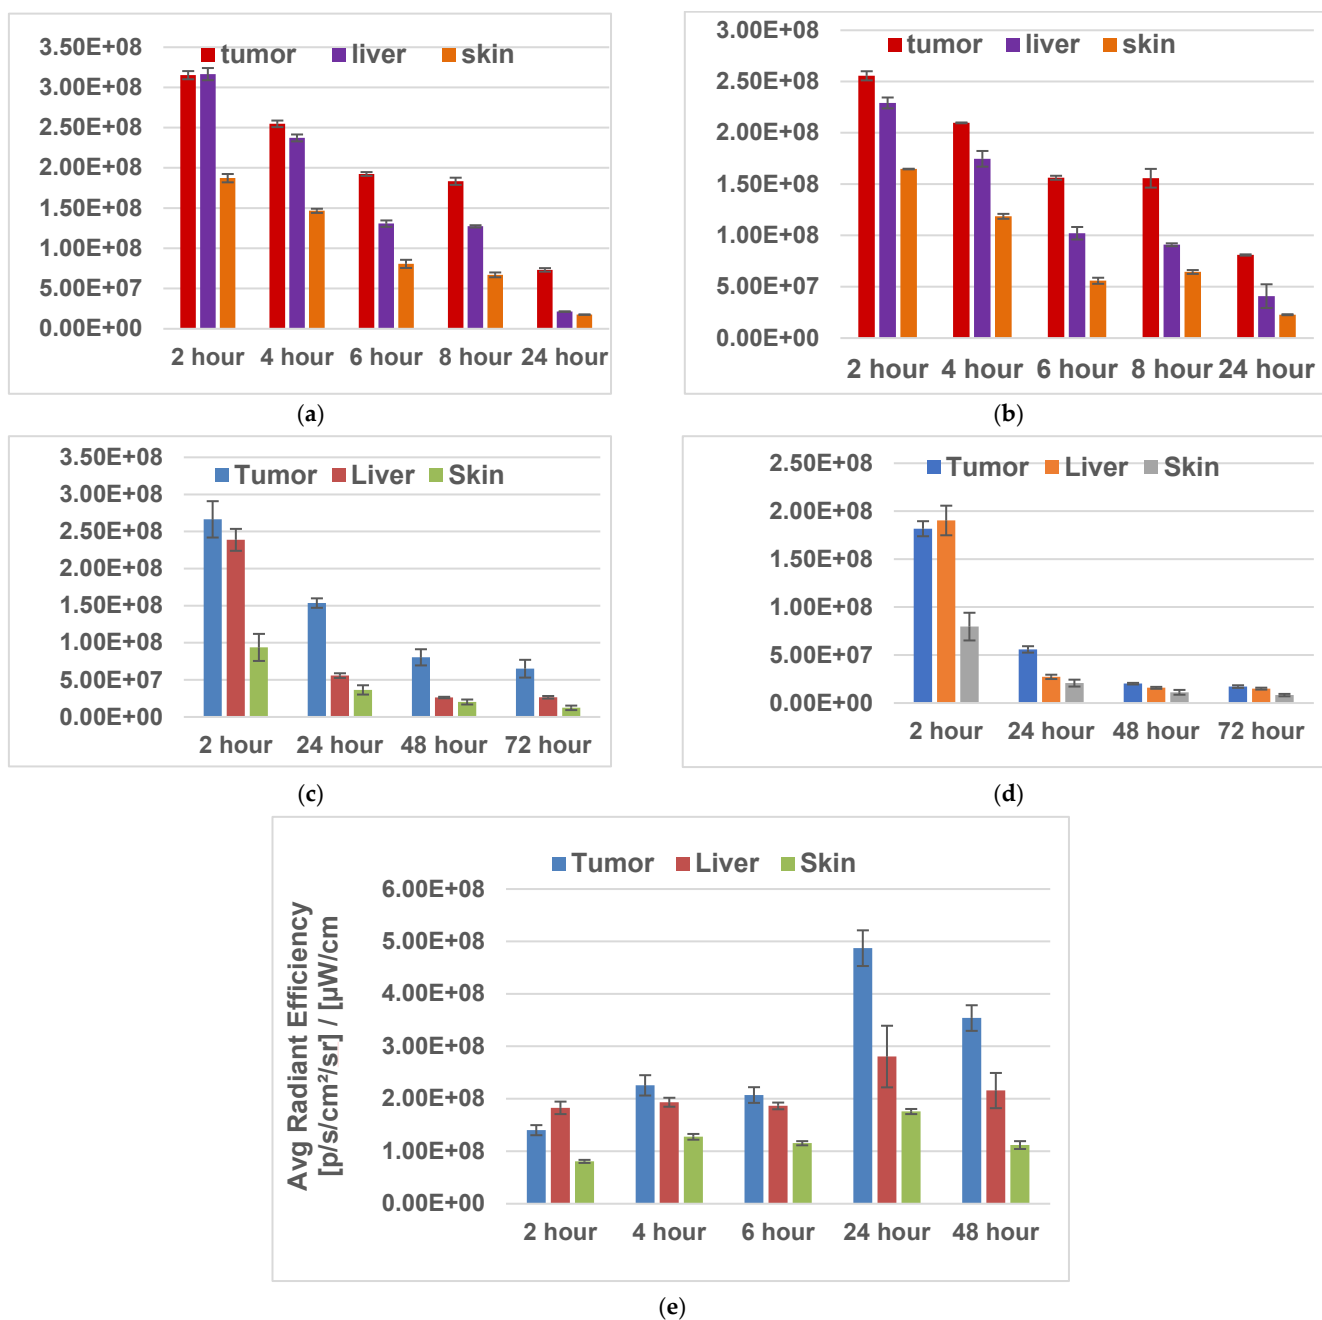 tumor liver skin
3.50E+08
3.00E+08
2.50E+08
2.00E+08
1.50E+08
1.00E+08
5.00E+07
0.00E+00
2 hour 4 hour 6 hour 8 hour 24 hour
(a)
tumor liver skin
3.00E+08
2.50E+08
2.00E+08
1.50E+08
1.00E+08
5.00E+07
0.00E+00
2 hour 4 hour 6 hour 8 hour 24 hour
(b)
3.50E+08
Tumor Liver Skin
3.00E+08
2.50E+08
2.00E+08
1.50E+08
1.00E+08
5.00E+07
0.00E+00
2 hour 24 hour 48 hour 72 hour
(c)
2.50E+08
Tumor Liver Skin
2.00E+08
1.50E+08
1.00E+08
5.00E+07
0.00E+00
2 hour 24 hour 48 hour 72 hour
(d)
Tumor Liver Skin
Avg Radiant Efficiency
[p/s/cm²/sr] / [µW/cm
6.00E+08
5.00E+08
4.00E+08
3.00E+08
2.00E+08
1.00E+08
0.00E+00
2 hour 4 hour 6 hour 24 hour 48 hour
(e)